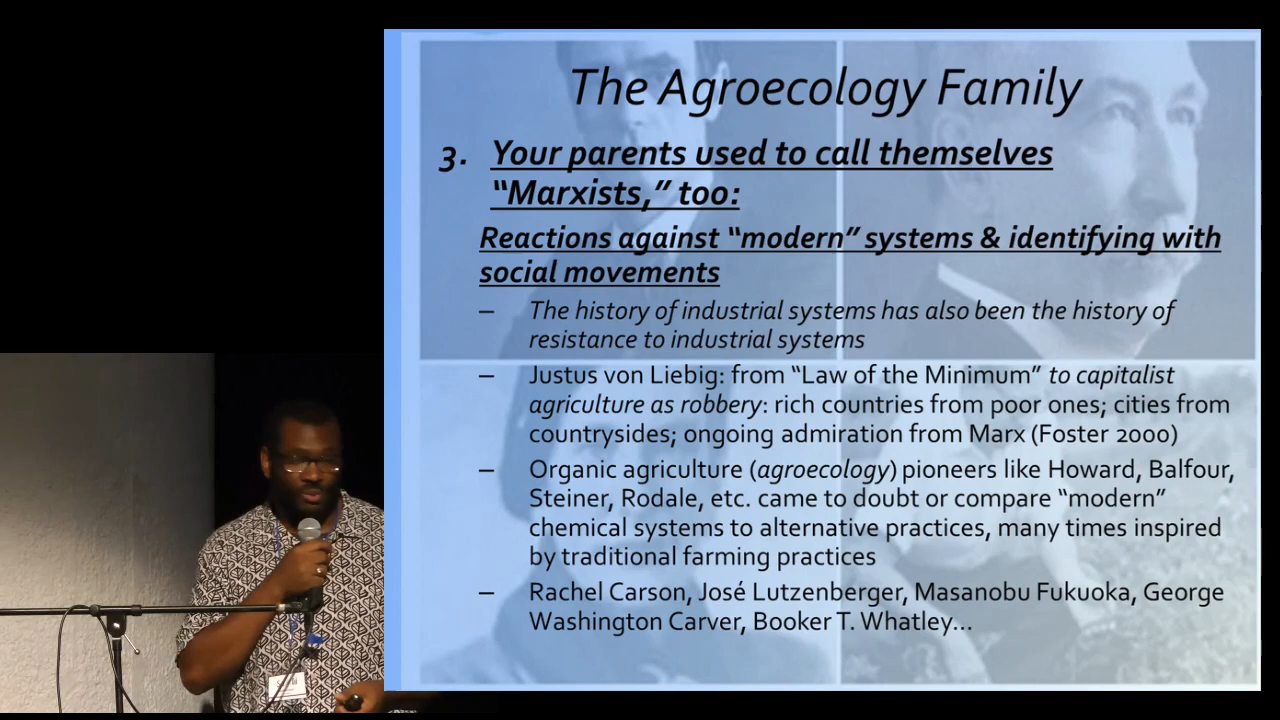 The Agroecology Family
3. Your parents used to call themselves
“Marxists,” too:
Reactions against “modern” systems & identifying with
social movements
– The history of industrial systems has also been the history of
resistance to industrial systems
– Justus von Liebig: from “Law of the Minimum” to capitalist
agriculture as robbery: rich countries from poor ones; cities from
countrysides; ongoing admiration from Marx (Foster 2000)
– Organic agriculture (agroecology) pioneers like Howard, Balfour,
Steiner, Rodale, etc. came to doubt or compare “modern”
chemical systems to alternative practices, many times inspired
by traditional farming practices
– Rachel Carson, José Lutzenberger, Masanobu Fukuoka, George
Washington Carver, Booker T. Whatley...